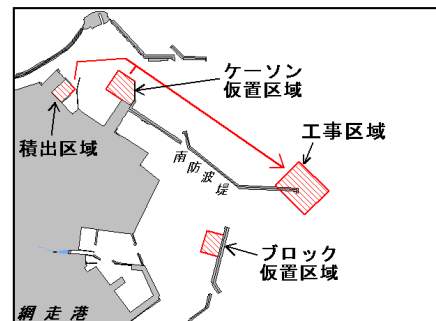 ケーソン
仮置区域
工事区域
積出区域
南防波堤
ブロック
仮置区域
網走港